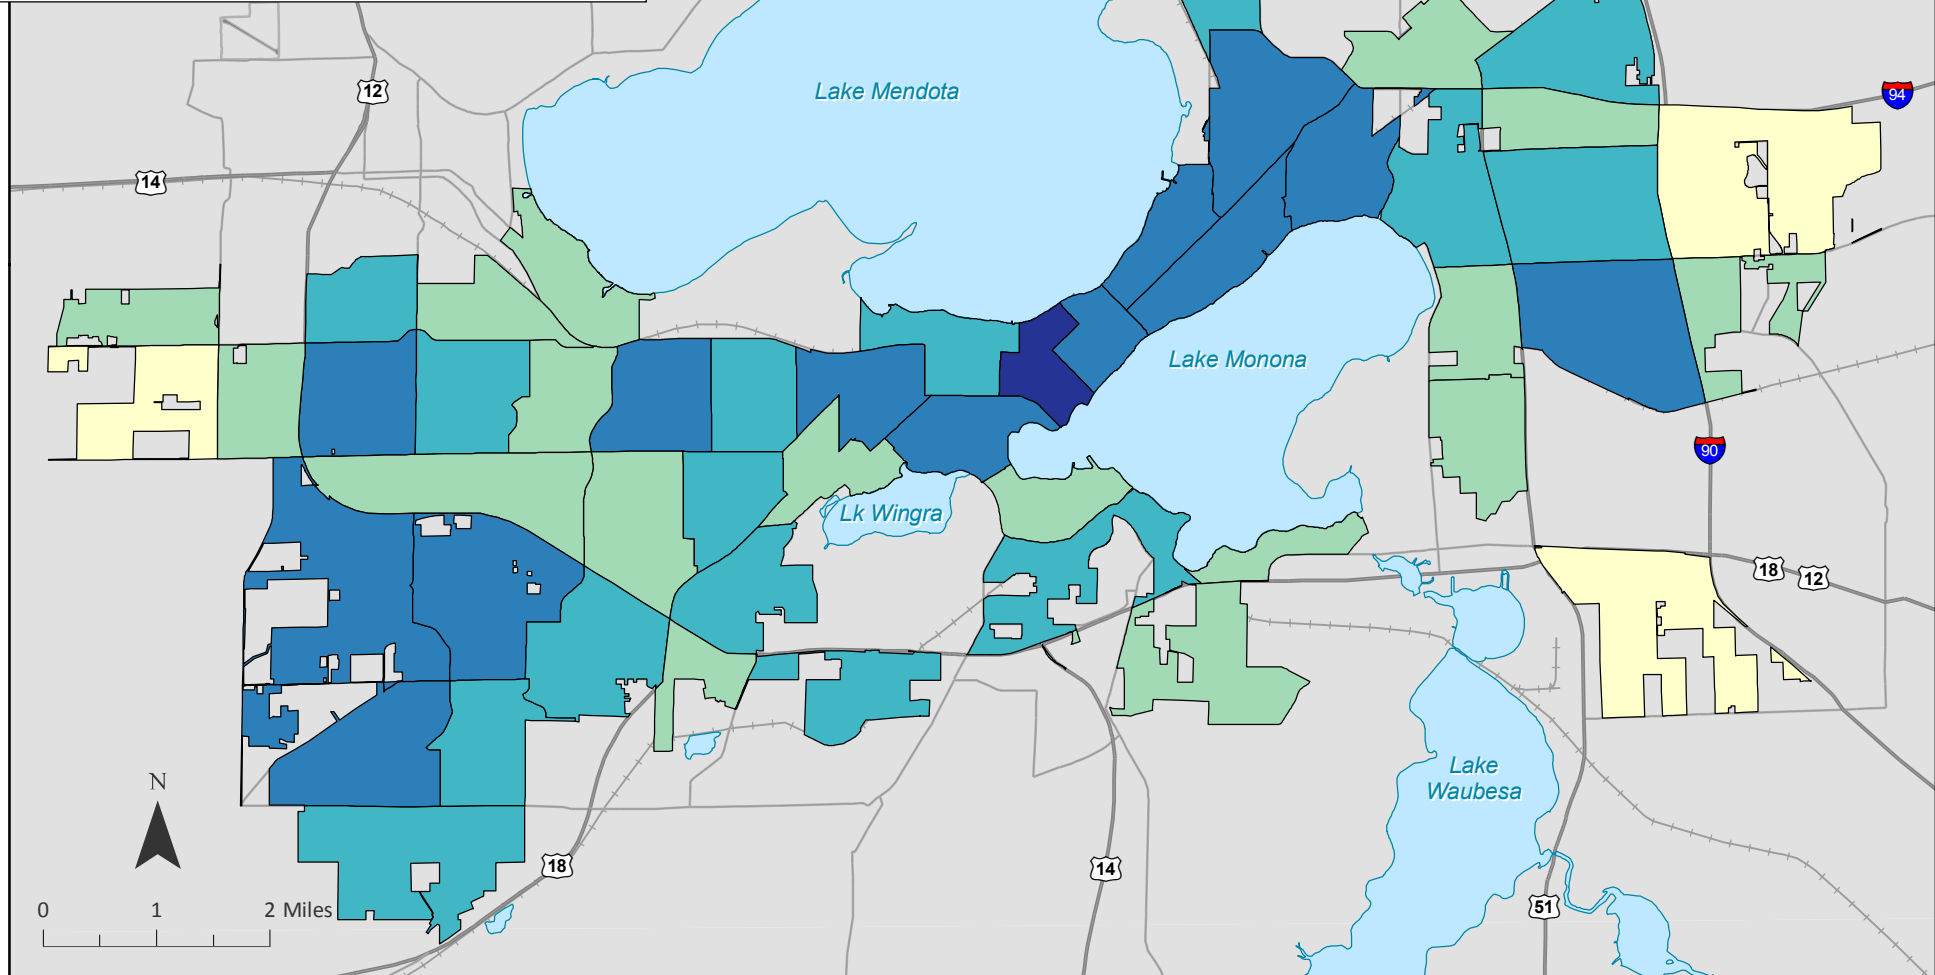 Lake Mendota
12
94
14
Lake Monona
90
Lk Wingra
18
12
Lake
Waubesa
N
18
14
51
0 1 2 Miles